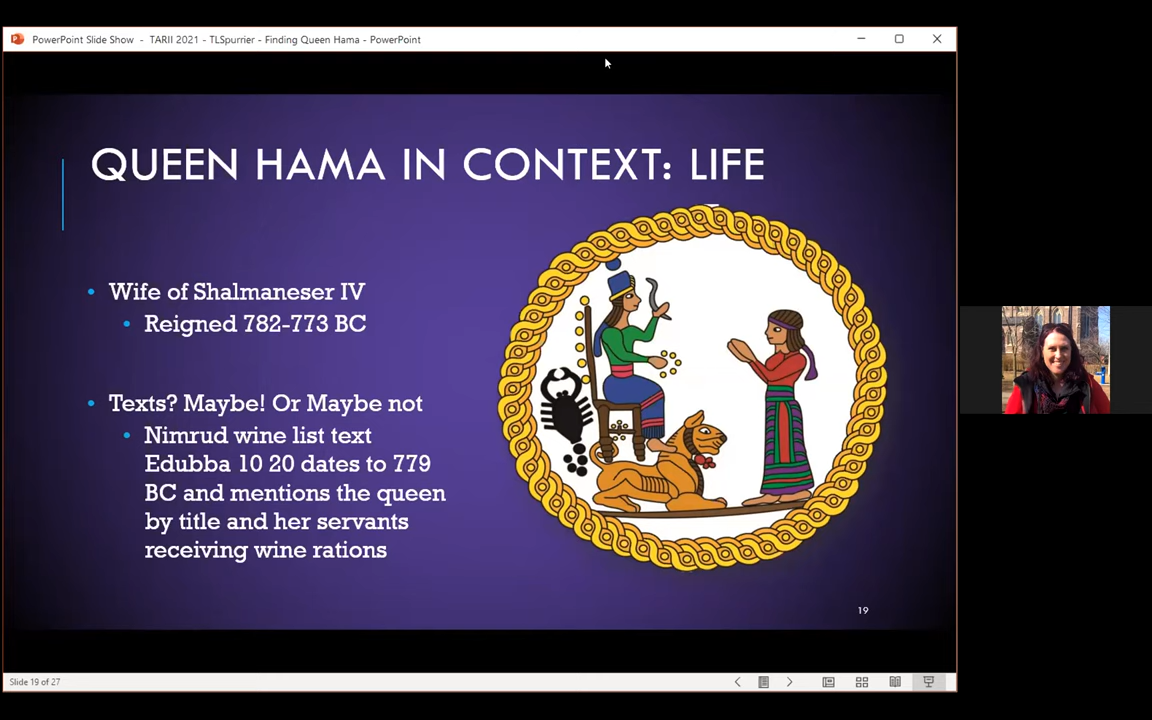 PowerPoint Slide Show - TARII 2021 - TLSpurrier - Finding Queen Hama - PowerPoint
QUEEN HAMA IN CONTEXT: LIFE
• Wife of Shalmaneser IV
• Reigned 782-773 BC
• Texts? Maybe! Or Maybe not
• Nimrud wine list text
Edubba 10 20 dates to 779
BC and mentions the queen
by title and her servants
receiving wine rations
19
Slide 19 of 27